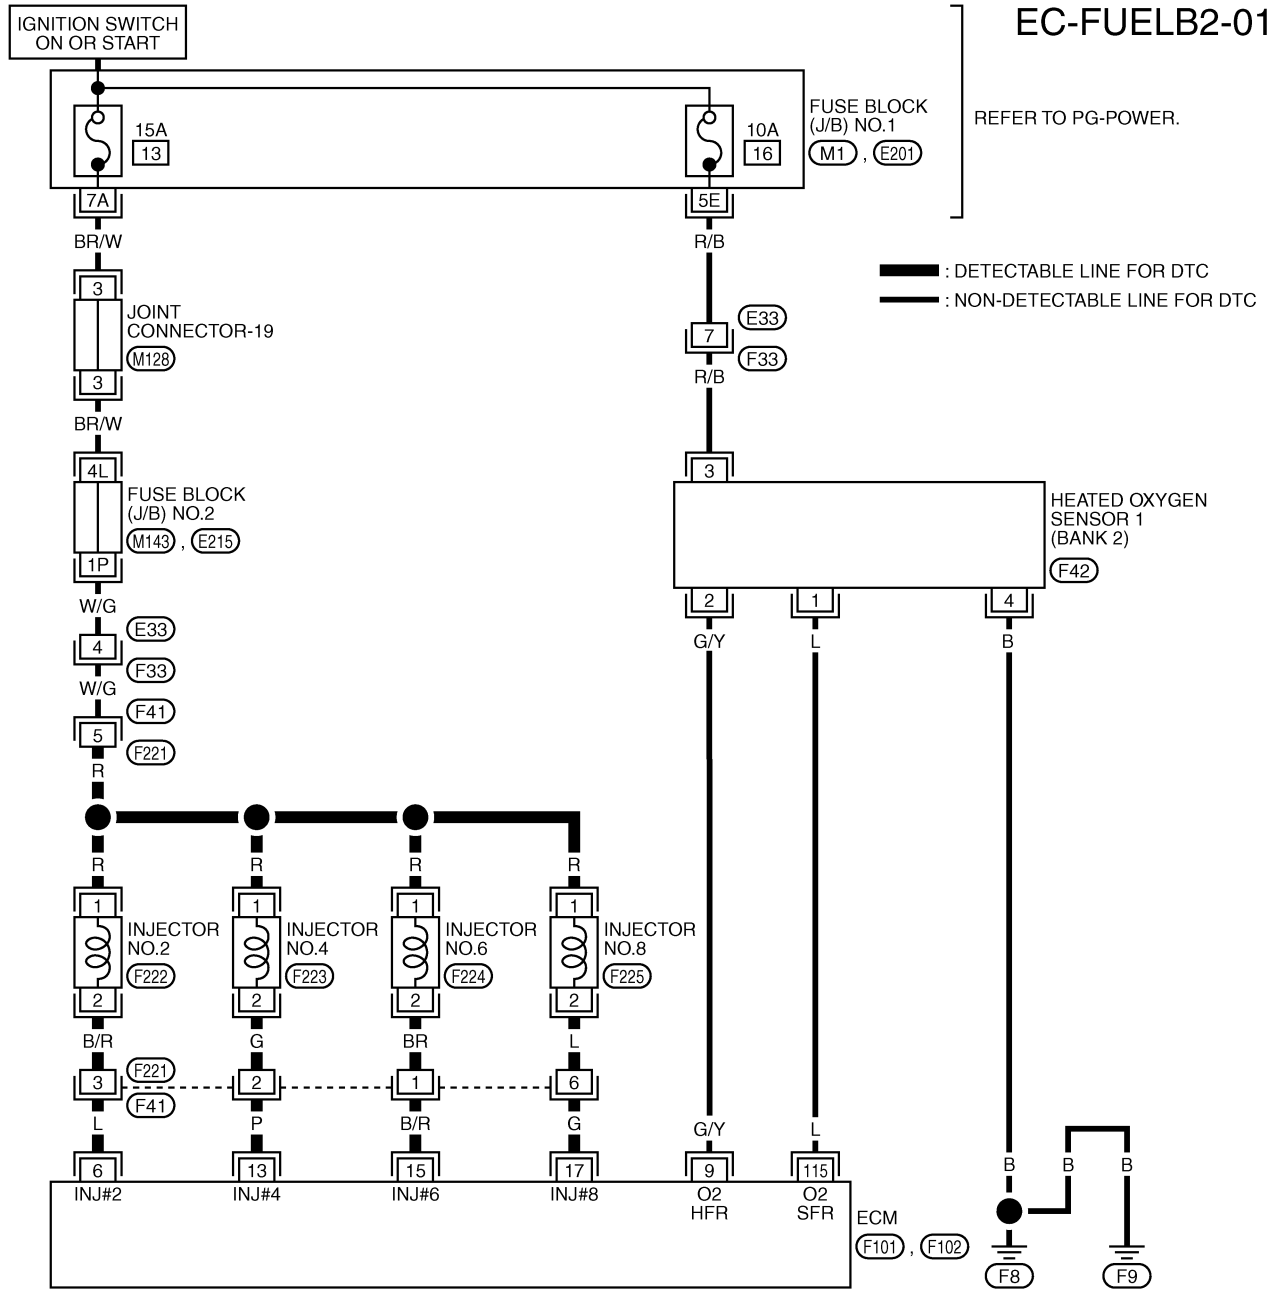 EC-FUELB2-01
IGNITION SWITCH
ON OR START
15A
13
10A
16
FUSE BLOCK
(J/B) NO.1
M1 , E201
REFER TO PG-POWER.
7A
5E
BR/W
R/B
: DETECTABLE LINE FOR DTC
: NON-DETECTABLE LINE FOR DTC
3
JOINT
CONNECTOR-19
M128
3
7
E33
F33
R/B
BR/W
4L
FUSE BLOCK
(J/B) NO.2
M143 , E215
1P
3
HEATED OXYGEN
SENSOR 1
(BANK 2)
F42
2
1
4
W/G
E33
4
F33
W/G
G/Y
L
B
F41
5
F221
R
R
R
R
R
1
1
1
1
INJECTOR
NO.2
F222
INJECTOR
NO.4
F223
INJECTOR
NO.6
F224
INJECTOR
NO.8
F225
2
2
2
2
B/R
G
BR
L
F221
3
2
1
6
F41
L
P
B/R
G
G/Y
L
B
B
B
6
13
15
17
9
115
INJ#2
INJ#4
INJ#6
INJ#8
O2
HFR
O2
SFR
ECM
F101 , F102
F8
F9